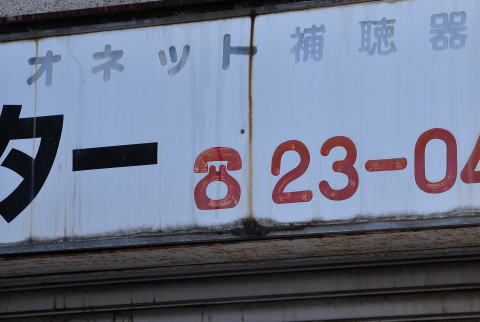 オネット 補聴器
ター ☎23-04